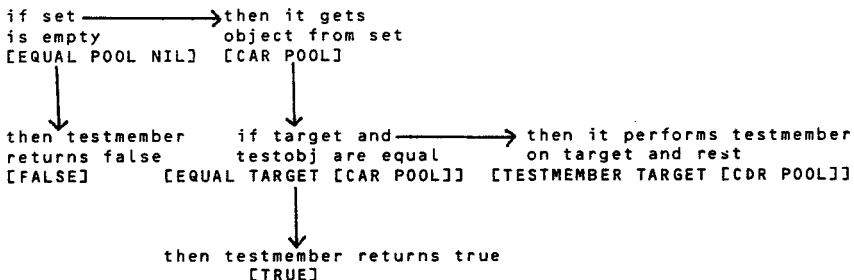 if set then it gets
is empty object from set
[EQUAL POOL NIL] [CAR POOL]
then testmember if target and then it performs testmember
returns false testobj are equal on target and rest
[FALSE] [EQUAL TARGET [CAR POOL]] [TESTMEMBER TARGET [CDR POOL]]
then testmember returns true
[TRUE]